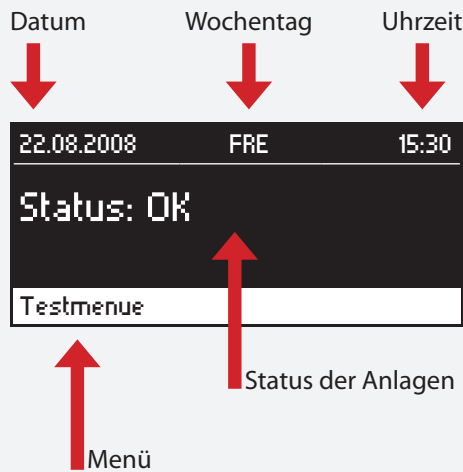 Datum Wochentag Uhrzeit
22.08.2008 FRE 15:30
Status: OK
Testmenue
Status der Anlagen
Menü